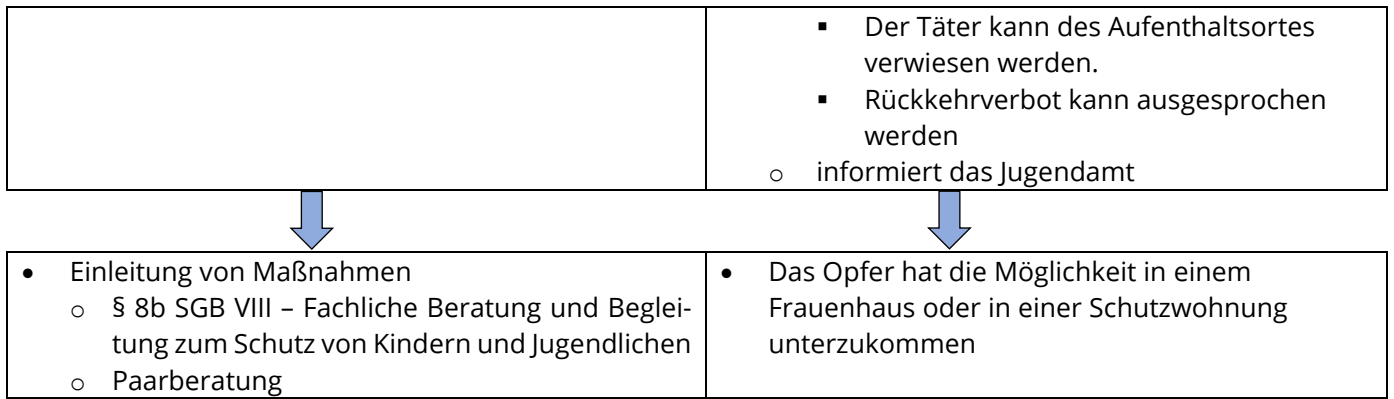 ▪ Der Täter kann des Aufenthaltsortes
verwiesen werden.
▪ Rückkehrverbot kann ausgesprochen
werden
o informiert das Jugendamt
• Einleitung von Maßnahmen
o § 8b SGB VIII – Fachliche Beratung und Beglei-
tung zum Schutz von Kindern und Jugendlichen
o Paarberatung
• Das Opfer hat die Möglichkeit in einem
Frauenhaus oder in einer Schutzwohnung
unterzukommen